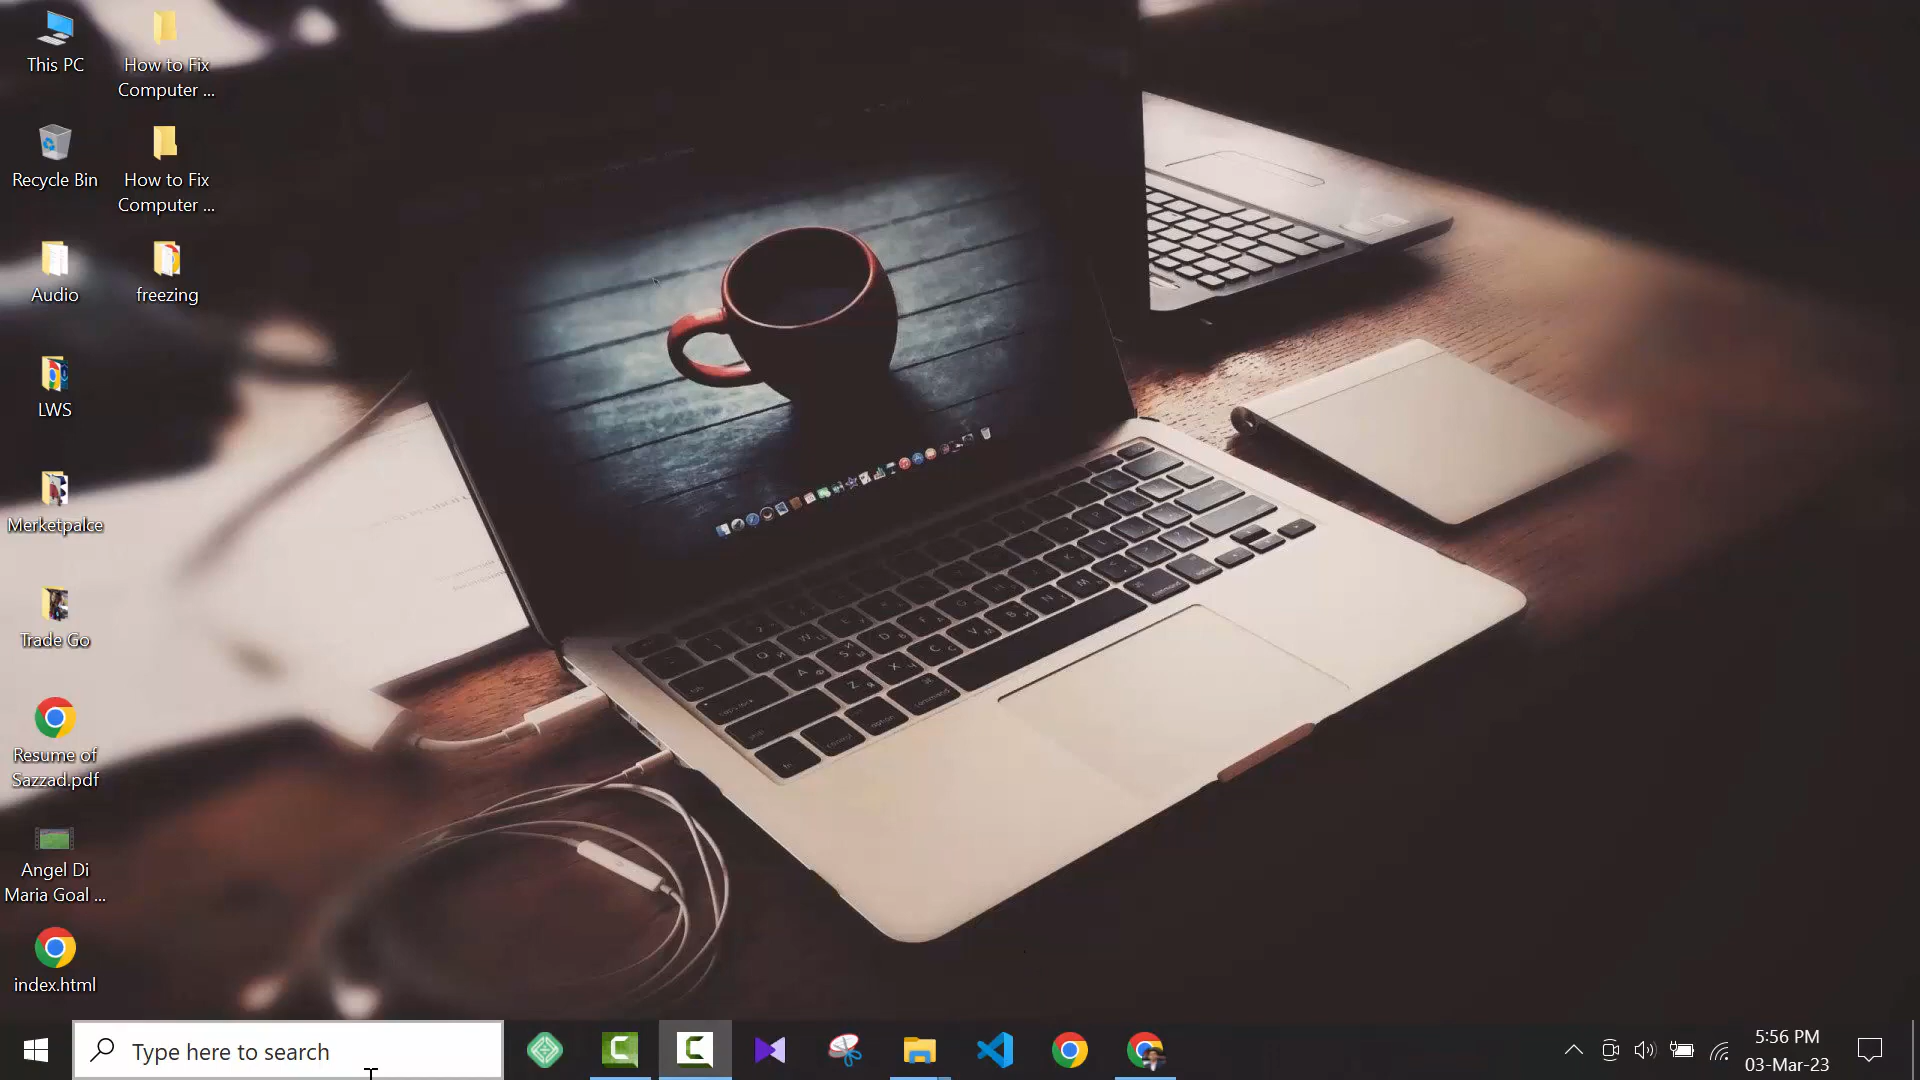 This PC
How to Fix
Computer ...
Recycle Bin
How to Fix
Computer ...
Audio
freezing
LWS
Merketpalce
Trade Go
Resume of
Sazzad.pdf
Angel Di
Maria Goal ...
index.html
Type here to search
5:56 PM
03-Mar-23